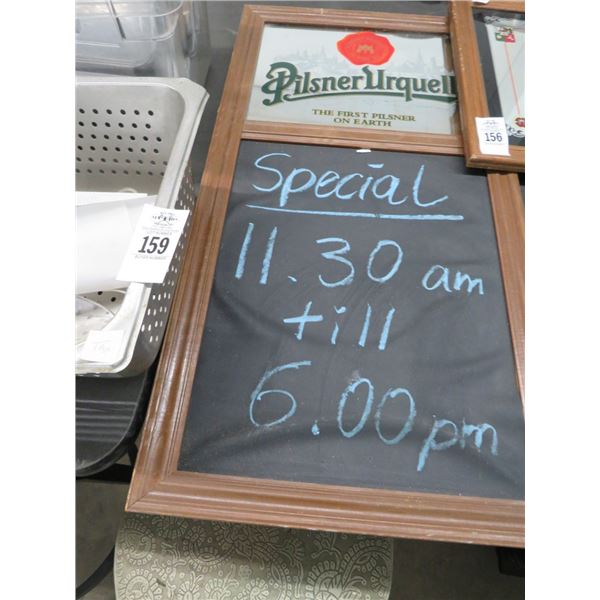 Pilsner Urquell
THE FIRST PILSNER
ON EARTH
156
159
Special
11.30 am
till
6.00 pm